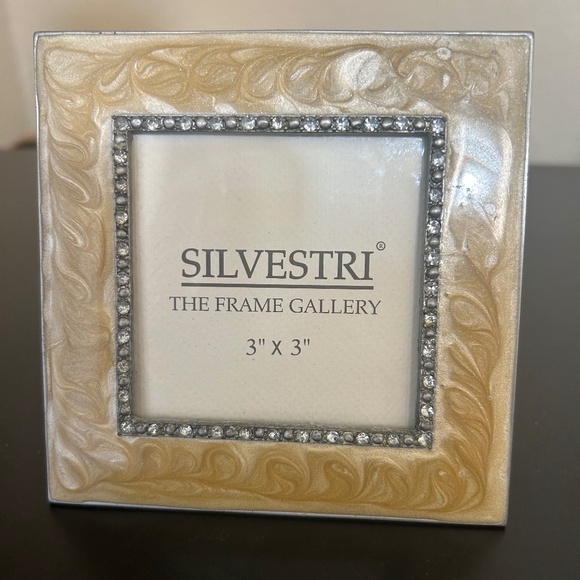 SILVESTRI®
THE FRAME GALLERY
3" X 3"